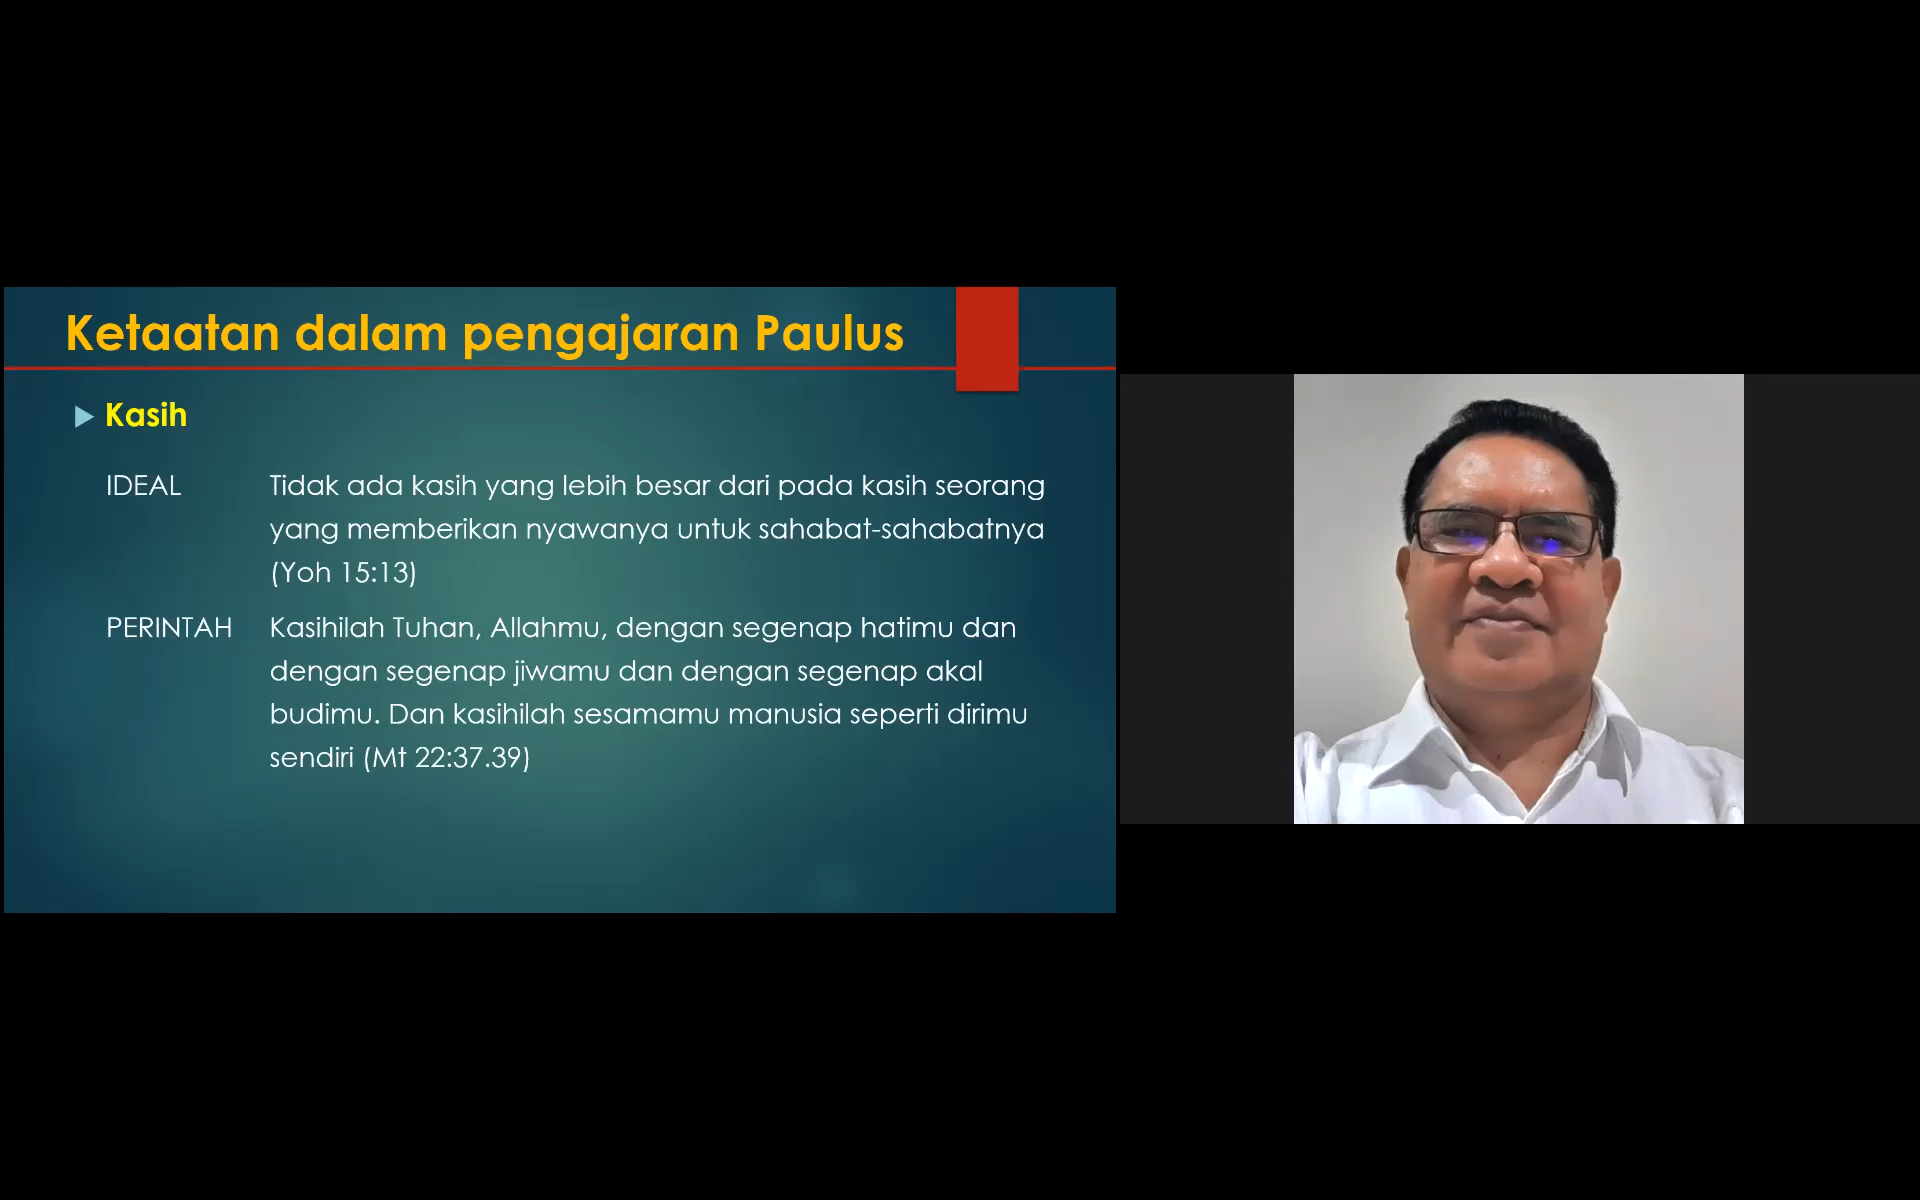 Ketaatan dalam pengajaran Paulus
Kasih
IDEAL Tidak ada kasih yang lebih besar dari pada kasih seorang
yang memberikan nyawanya untuk sahabat-sahabatnya
(Yoh 15:13)
PERINTAH Kasihilah Tuhan, Allahmu, dengan segenap hatimu dan
dengan segenap jiwamu dan dengan segenap akal
budimu. Dan kasihilah sesamamu manusia seperti dirimu
sendiri (Mt 22:37.39)